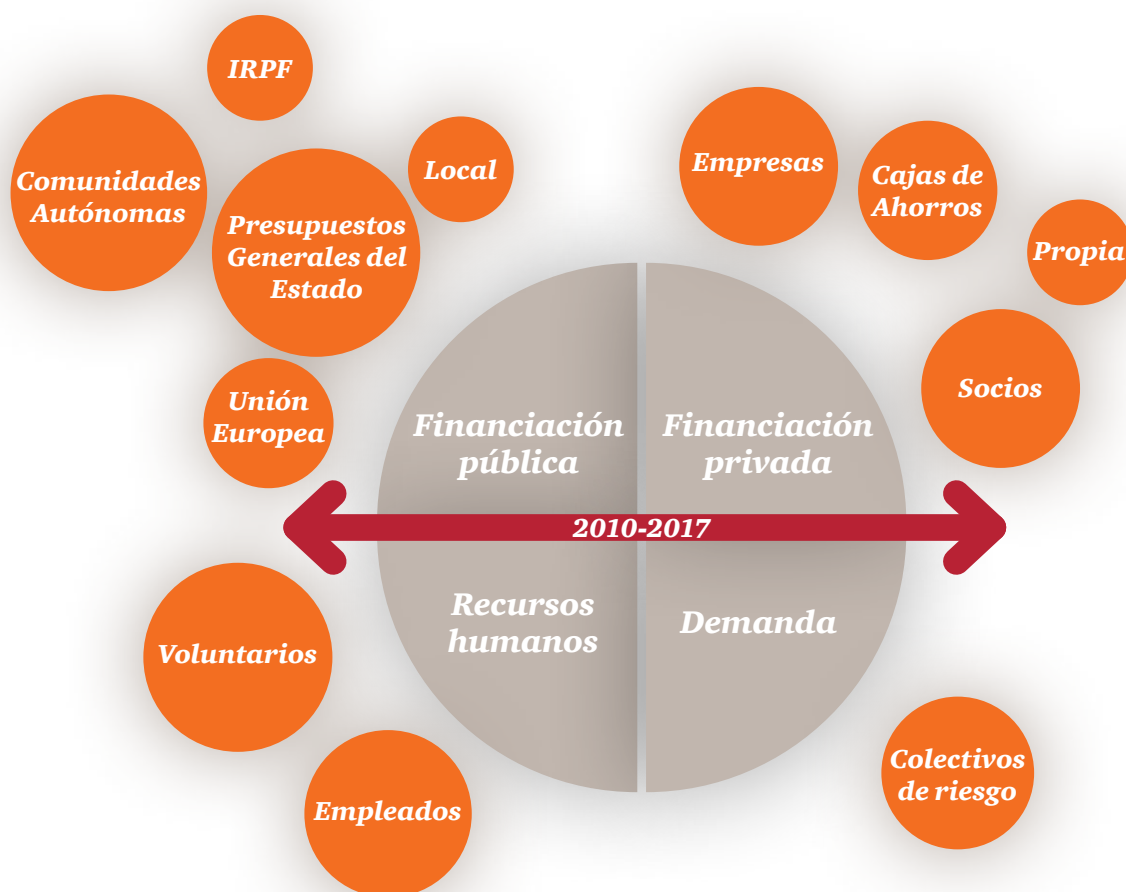 IRPF
Comunidades
Autónomas
Presupuestos
Generales del
Estado
Local
Unión
Europea
Empresas
Cajas de
Ahorros
Propia
Socios
Financiación
pública
Financiación
privada
2010-2017
Recursos
humanos
Demanda
Voluntarios
Empleados
Colectivos
de riesgo